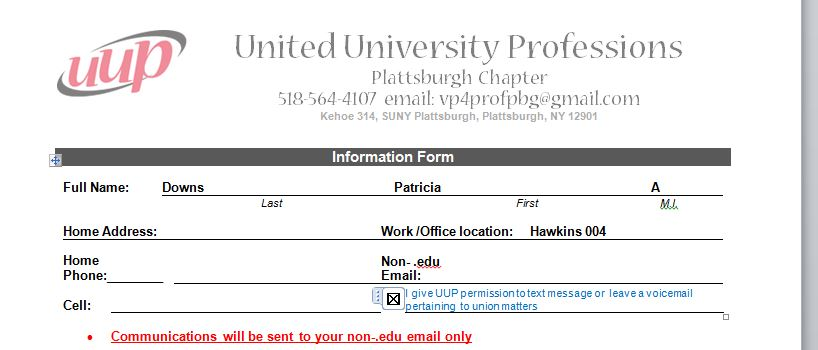 uup
United University Professions
Plattsburgh Chapter
518-564-4107 email: vp4profpbg@gmail.com
Kehoe 314, SUNY Plattsburgh, Plattsburgh, NY 12901
Information Form
Full Name: Downs Patricia A
Last First M.I.
Home Address: Work /Office location: Hawkins 004
Home Non-.edu
Phone: Email:
I give UUP permission to text message or leave a voicemail
Cell: pertaining to union matters
• Communications will be sent to your non-.edu email only